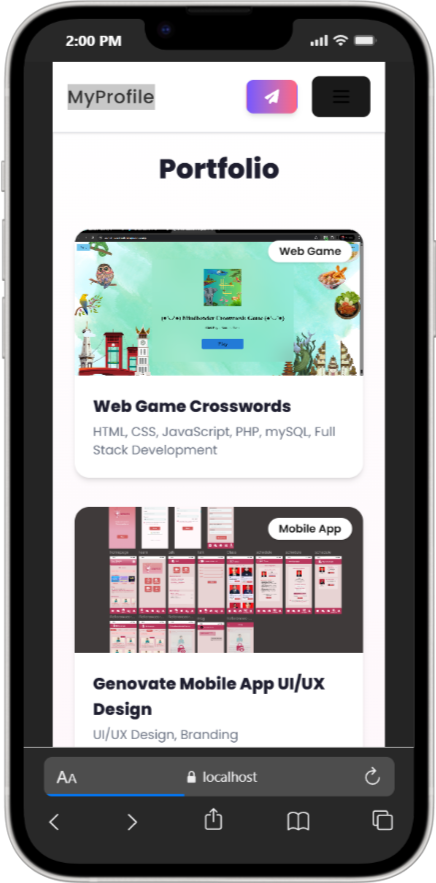 2:00 PM
MyProfile
Portfolio
Web Game
Play
Web Game Crosswords
HTML, CSS, JavaScript, PHP, mySQL, Full
Stack Development
Mobile App
Genovate Mobile App UI/UX
Design
UI/UX Design, Branding
AA
localhost